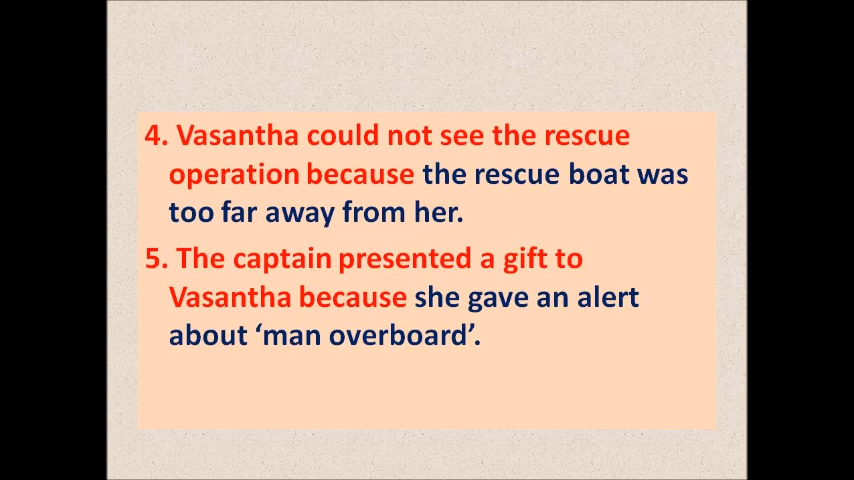 4. Vasantha could not see the rescue
operation because the rescue boat was
too far away from her.
5. The captain presented a gift to
Vasantha because she gave an alert
about ‘man overboard’.